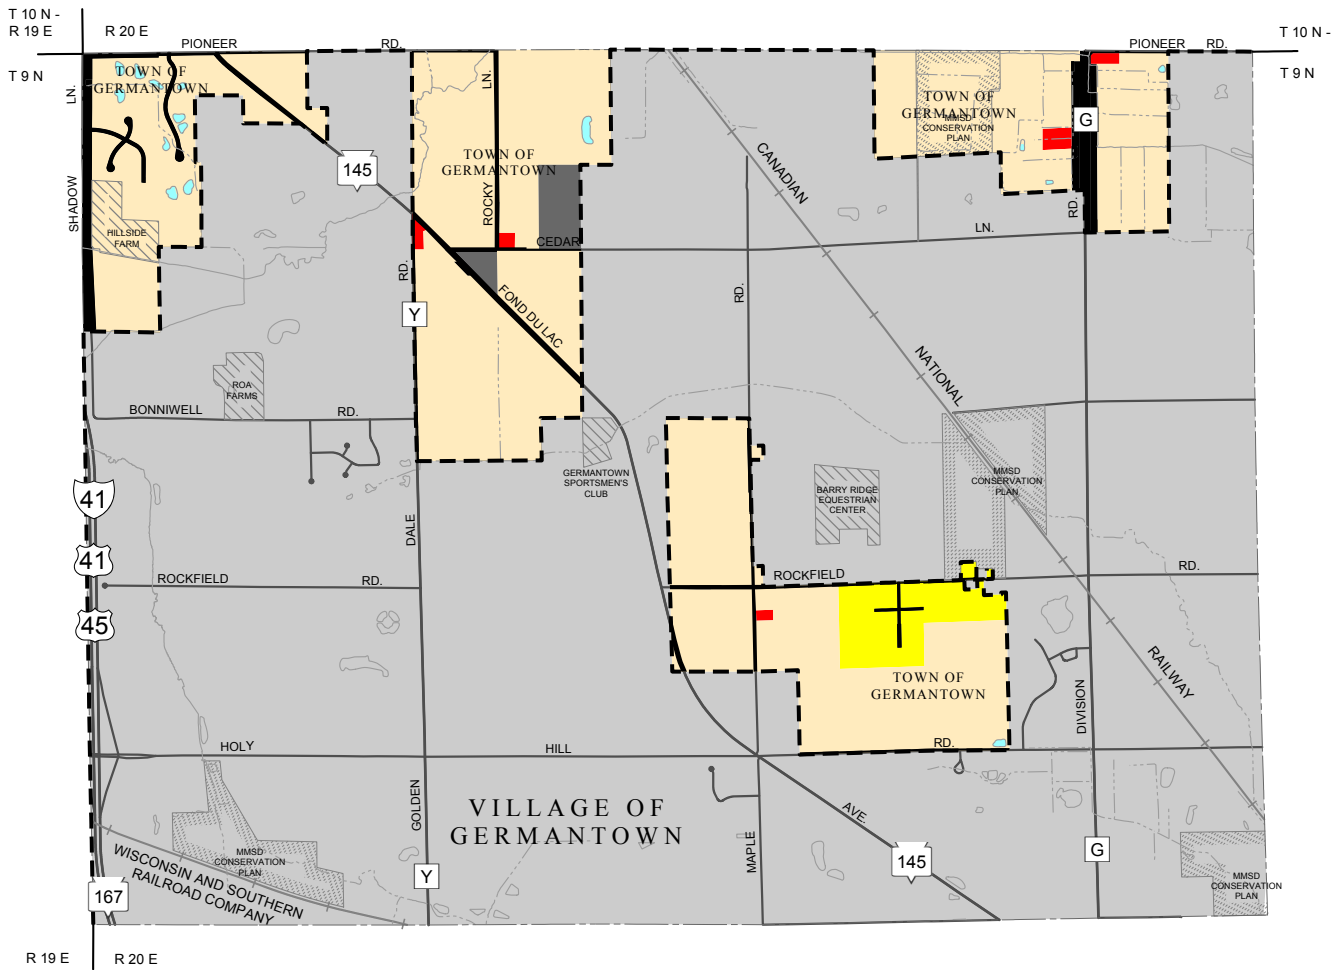 T 10 N -
R 19 E
R 20 E
T 10 N -
PIONEER
RD.
PIONEER
RD.
T 9 N
T 9 N
TOWN OF
GERMANTOWN
LN.
LN.
TOWN OF
GERMANTOWN
MMSD
CONSERVATION
PLAN
G
145
TOWN OF
GERMANTOWN
CANADIAN
SHADOW
ROCKY
RD.
HILLSIDE
FARM
CEDAR
LN.
RD.
RD.
Y
FOND DU LAC
NATIONAL
ROA
FARMS
BONNIWELL
RD.
GERMANTOWN
SPORTSMEN'S
CLUB
BARRY RIDGE
EQUESTRIAN
CENTER
MMSD
CONSERVATION
PLAN
41
DALE
41
ROCKFIELD
RD.
ROCKFIELD
RD.
45
TOWN OF
GERMANTOWN
RAILWAY
DIVISION
HOLY
HILL
RD.
GOLDEN
VILLAGE OF
GERMANTOWN
AVE.
MAPLE
145
G
MMSD
CONSERVATION
PLAN
WISCONSIN AND SOUTHERN
RAILROAD COMPANY
Y
MMSD
CONSERVATION
PLAN
167
R 19 E
R 20 E